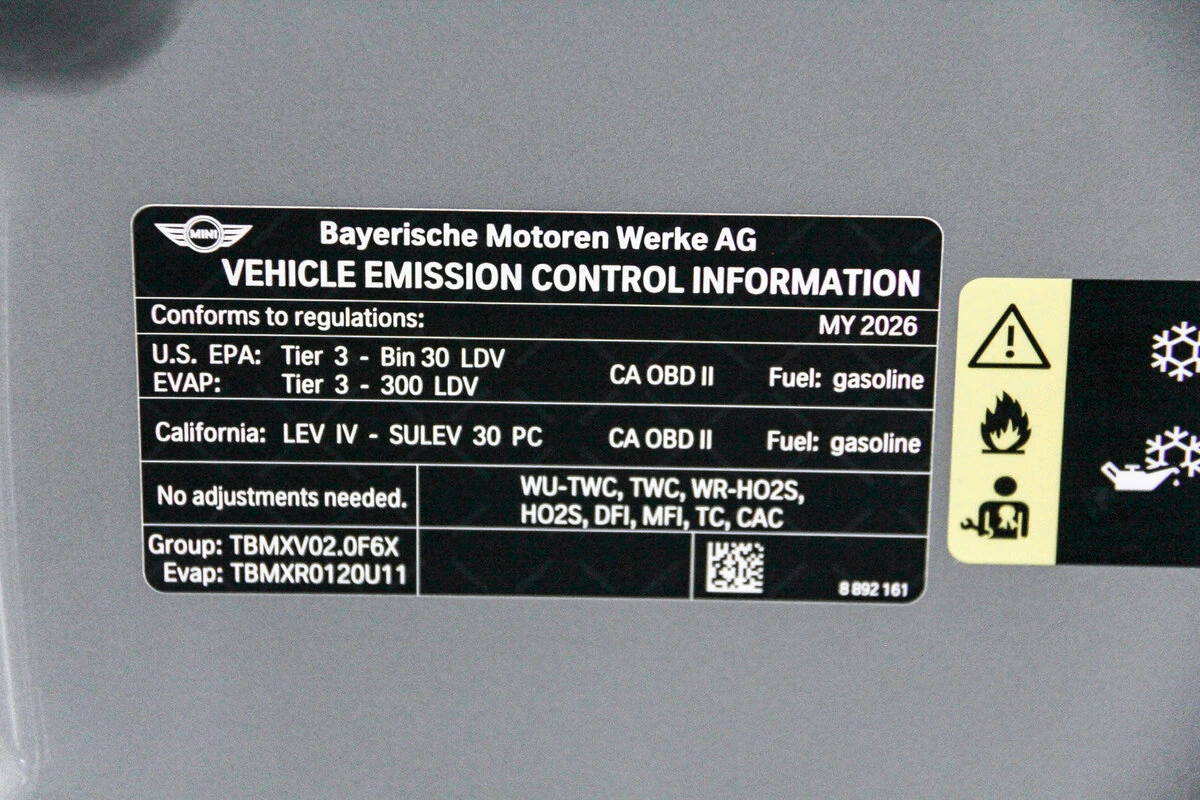 MINI
Bayerische Motoren Werke AG
VEHICLE EMISSION CONTROL INFORMATION
Conforms to regulations: MY 2026
U.S. EPA: Tier 3 - Bin 30 LDV
EVAP: Tier 3 - 300 LDV
CA OBD II Fuel: gasoline
California: LEV IV - SULEV 30 PC CA OBD II Fuel: gasoline
No adjustments needed.
WU-TWC, TWC, WR-HO2S,
HO2S, DFI, MFI, TC, CAC
Group: TBMXV02.0F6X
Evap: TBMXR0120U11
8 892 161